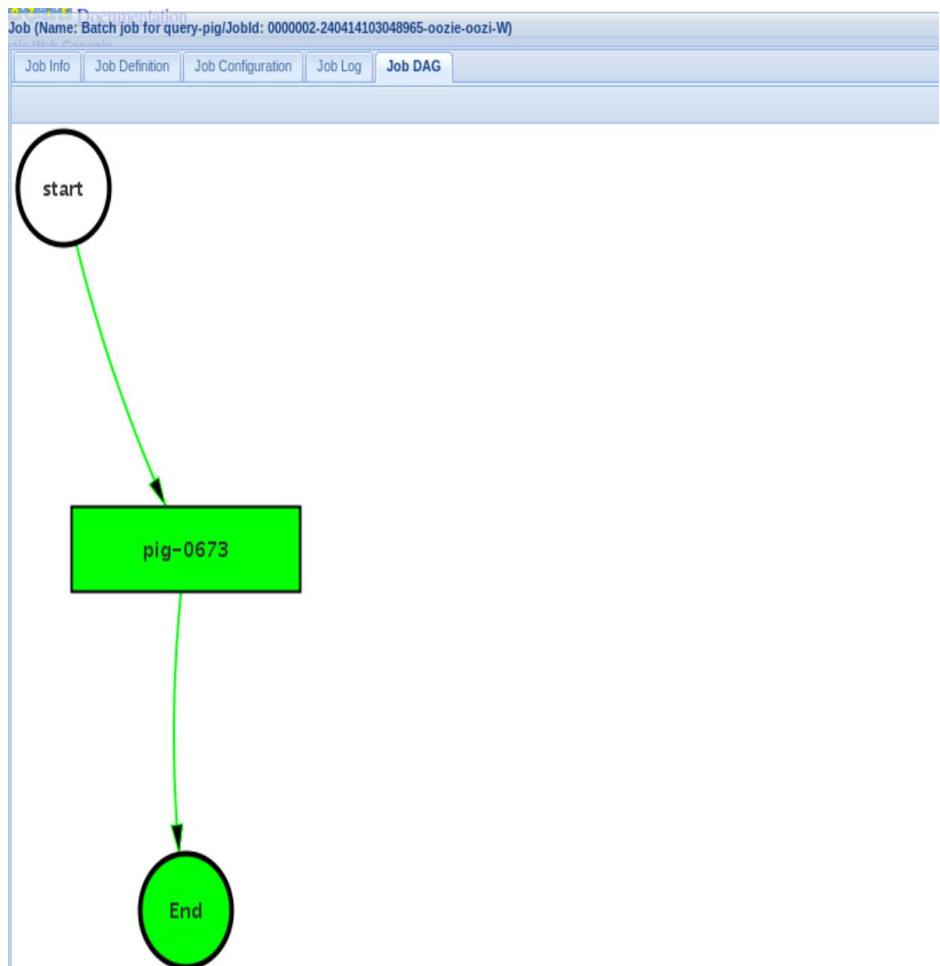 Documentation
Job (Name: Batch job for query-pig/JobId: 0000002-240414103048965-oozie-oozi-W)
Job Info Job Definition Job Configuration Job Log Job DAG
start
pig-0673
End